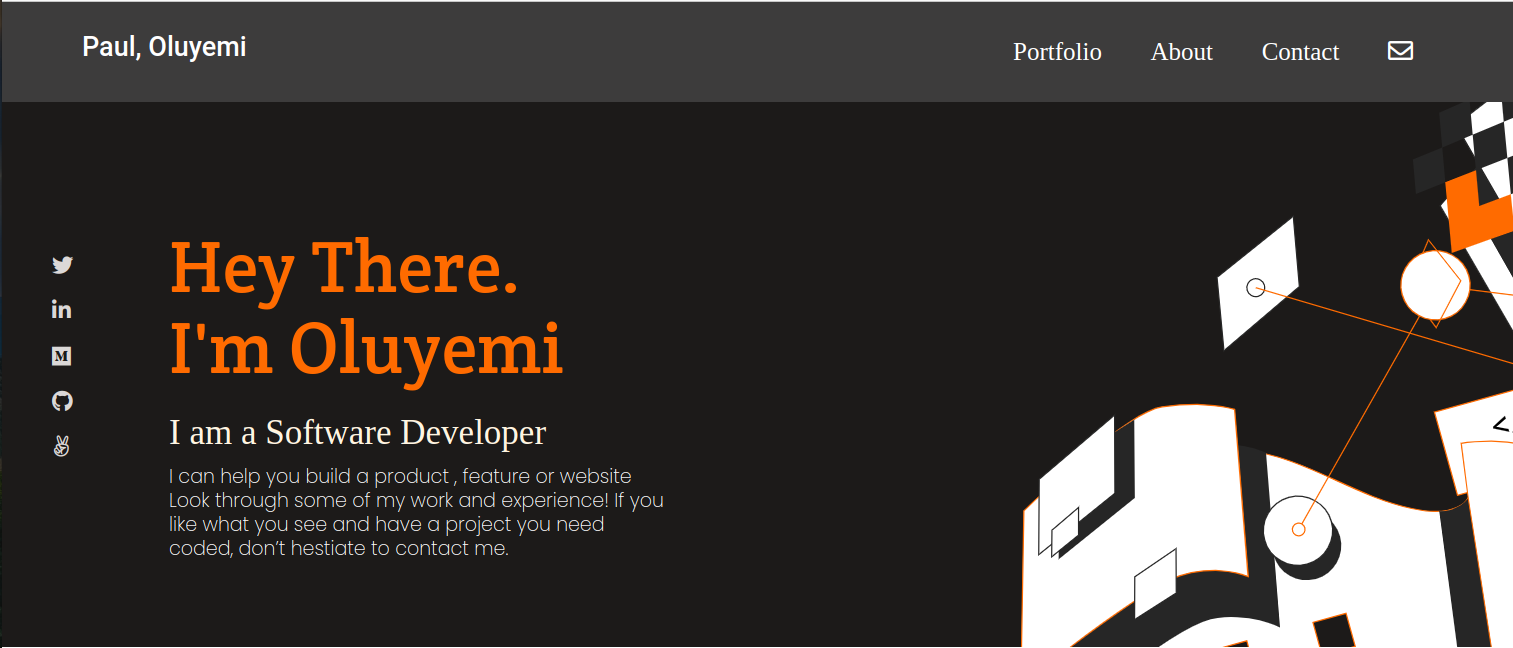 Paul, Oluyemi
Portfolio About Contact
Hey There.
I'm Oluyemi
I am a Software Developer
I can help you build a product , feature or website
Look through some of my work and experience! If you
like what you see and have a project you need
coded, don’t hestiate to contact me.